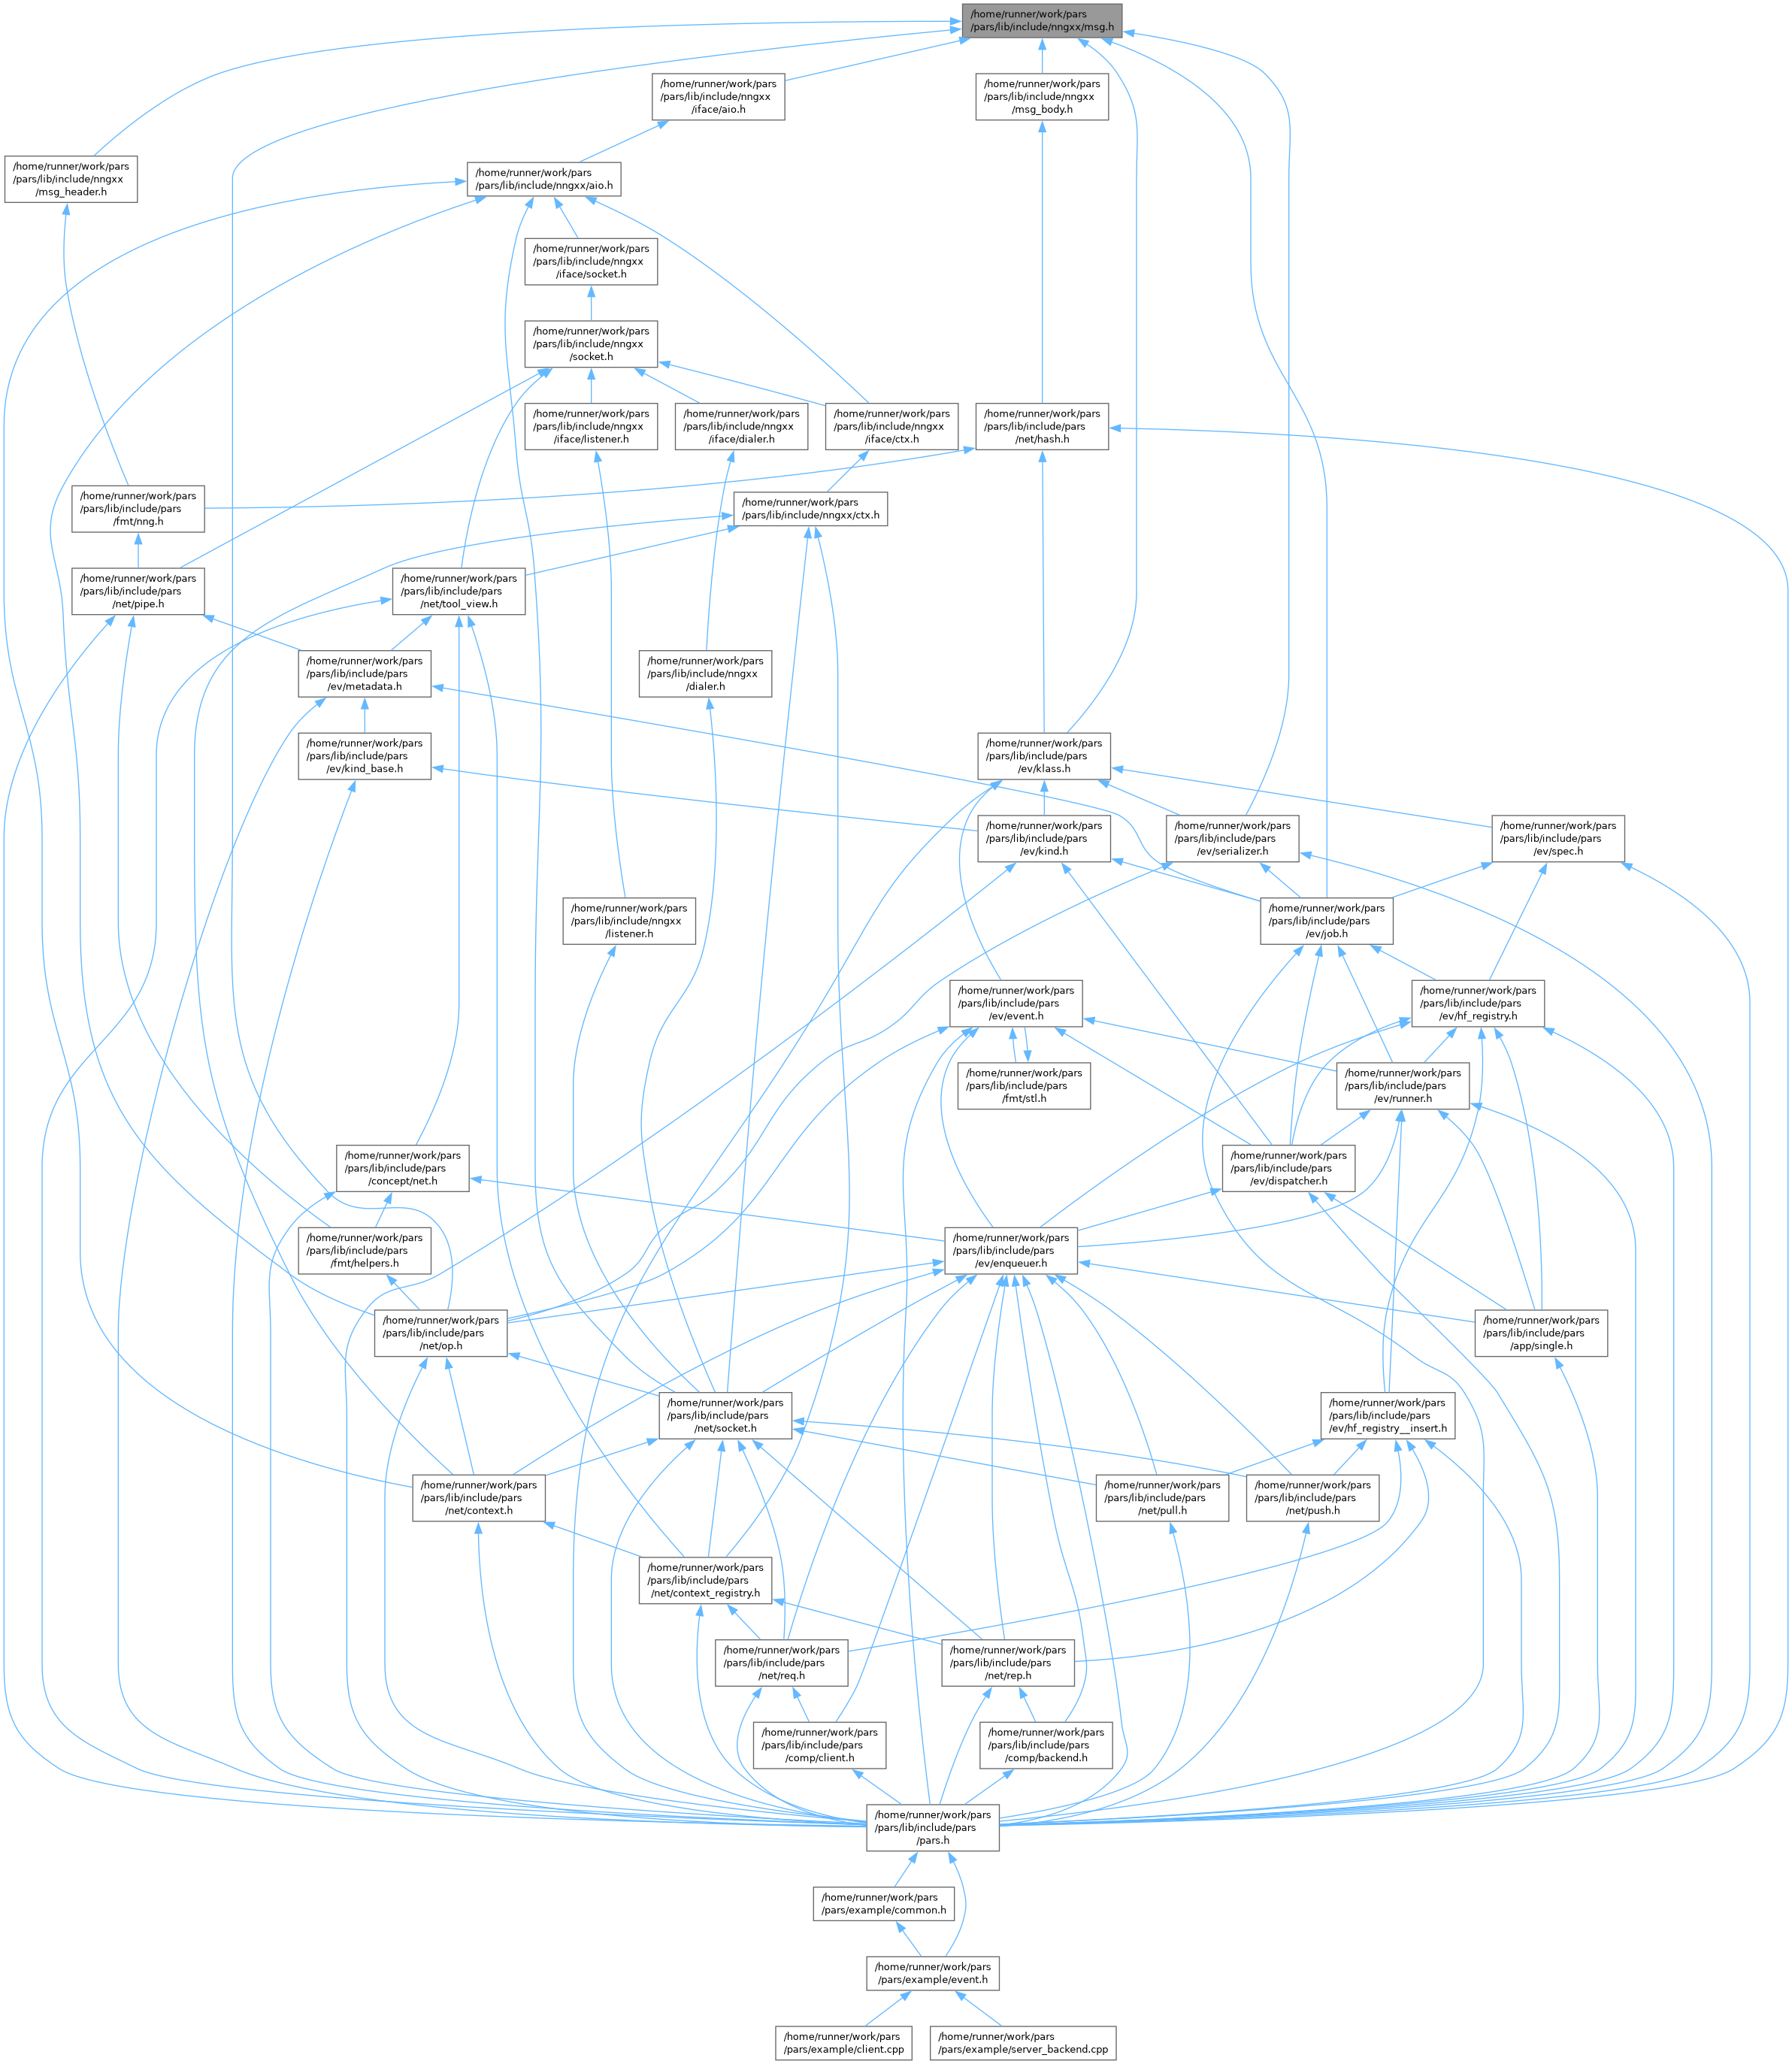 /home/runner/work/pars
/pars/lib/include/nngxx/msg.h
/home/runner/work/pars
/pars/lib/include/nngxx
/iface/aio.h
/home/runner/work/pars
/pars/lib/include/nngxx
/msg_body.h
/home/runner/work/pars
/pars/lib/include/nngxx
/msg_header.h
/home/runner/work/pars
/pars/lib/include/nngxx/aio.h
/home/runner/work/pars
/pars/lib/include/nngxx
/iface/socket.h
/home/runner/work/pars
/pars/lib/include/nngxx
/socket.h
/home/runner/work/pars
/pars/lib/include/nngxx
/iface/listener.h
/home/runner/work/pars
/pars/lib/include/nngxx
/iface/dialer.h
/home/runner/work/pars
/pars/lib/include/nngxx
/iface/ctx.h
/home/runner/work/pars
/pars/lib/include/pars
/net/hash.h
/home/runner/work/pars
/pars/lib/include/pars
/fmt/nng.h
/home/runner/work/pars
/pars/lib/include/nngxx/ctx.h
/home/runner/work/pars
/pars/lib/include/pars
/net/pipe.h
/home/runner/work/pars
/pars/lib/include/pars
/net/tool_view.h
/home/runner/work/pars
/pars/lib/include/pars
/ev/metadata.h
/home/runner/work/pars
/pars/lib/include/nngxx
/dialer.h
/home/runner/work/pars
/pars/lib/include/pars
/ev/kind_base.h
/home/runner/work/pars
/pars/lib/include/pars
/ev/klass.h
/home/runner/work/pars
/pars/lib/include/pars
/ev/kind.h
/home/runner/work/pars
/pars/lib/include/pars
/ev/serializer.h
/home/runner/work/pars
/pars/lib/include/pars
/ev/spec.h
/home/runner/work/pars
/pars/lib/include/nngxx
/listener.h
/home/runner/work/pars
/pars/lib/include/pars
/ev/job.h
/home/runner/work/pars
/pars/lib/include/pars
/ev/event.h
/home/runner/work/pars
/pars/lib/include/pars
/ev/hf_registry.h
/home/runner/work/pars
/pars/lib/include/pars
/fmt/stl.h
/home/runner/work/pars
/pars/lib/include/pars
/ev/runner.h
/home/runner/work/pars
/pars/lib/include/pars
/concept/net.h
/home/runner/work/pars
/pars/lib/include/pars
/ev/dispatcher.h
/home/runner/work/pars
/pars/lib/include/pars
/fmt/helpers.h
/home/runner/work/pars
/pars/lib/include/pars
/ev/enqueuer.h
/home/runner/work/pars
/pars/lib/include/pars
/net/op.h
/home/runner/work/pars
/pars/lib/include/pars
/app/single.h
/home/runner/work/pars
/pars/lib/include/pars
/net/socket.h
/home/runner/work/pars
/pars/lib/include/pars
/ev/hf_registry__insert.h
/home/runner/work/pars
/pars/lib/include/pars
/net/context.h
/home/runner/work/pars
/pars/lib/include/pars
/net/pull.h
/home/runner/work/pars
/pars/lib/include/pars
/net/push.h
/home/runner/work/pars
/pars/lib/include/pars
/net/context_registry.h
/home/runner/work/pars
/pars/lib/include/pars
/net/req.h
/home/runner/work/pars
/pars/lib/include/pars
/net/rep.h
/home/runner/work/pars
/pars/lib/include/pars
/comp/client.h
/home/runner/work/pars
/pars/lib/include/pars
/comp/backend.h
/home/runner/work/pars
/pars/lib/include/pars
/pars.h
/home/runner/work/pars
/pars/example/common.h
/home/runner/work/pars
/pars/example/event.h
/home/runner/work/pars
/pars/example/client.cpp
/home/runner/work/pars
/pars/example/server_backend.cpp